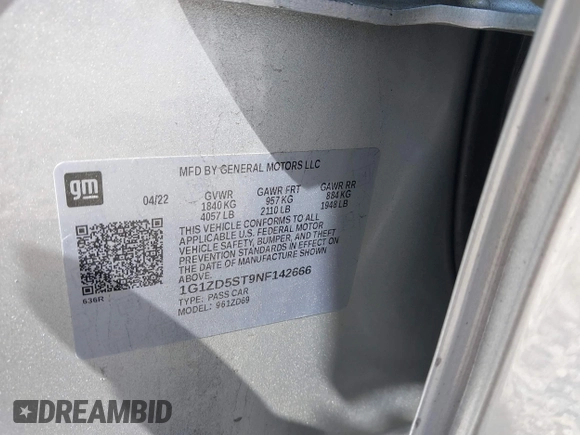 MFD BY GENERAL MOTORS LLC
gm
04/22
GVWR GAWR FRT GAWR RR
1840 KG 957 KG 884 KG
4057 LB 2110 LB 1948 LB
THIS VEHICLE CONFORMS TO ALL
APPLICABLE U.S. FEDERAL MOTOR
VEHICLE SAFETY, BUMPER, AND THEFT
PREVENTION STANDARDS IN EFFECT ON
THE DATE OF MANUFACTURE SHOWN
ABOVE.
1G1ZD5ST9NF142666
TYPE: PASS CAR
MODEL: 961ZD69
636R
DREAMBID